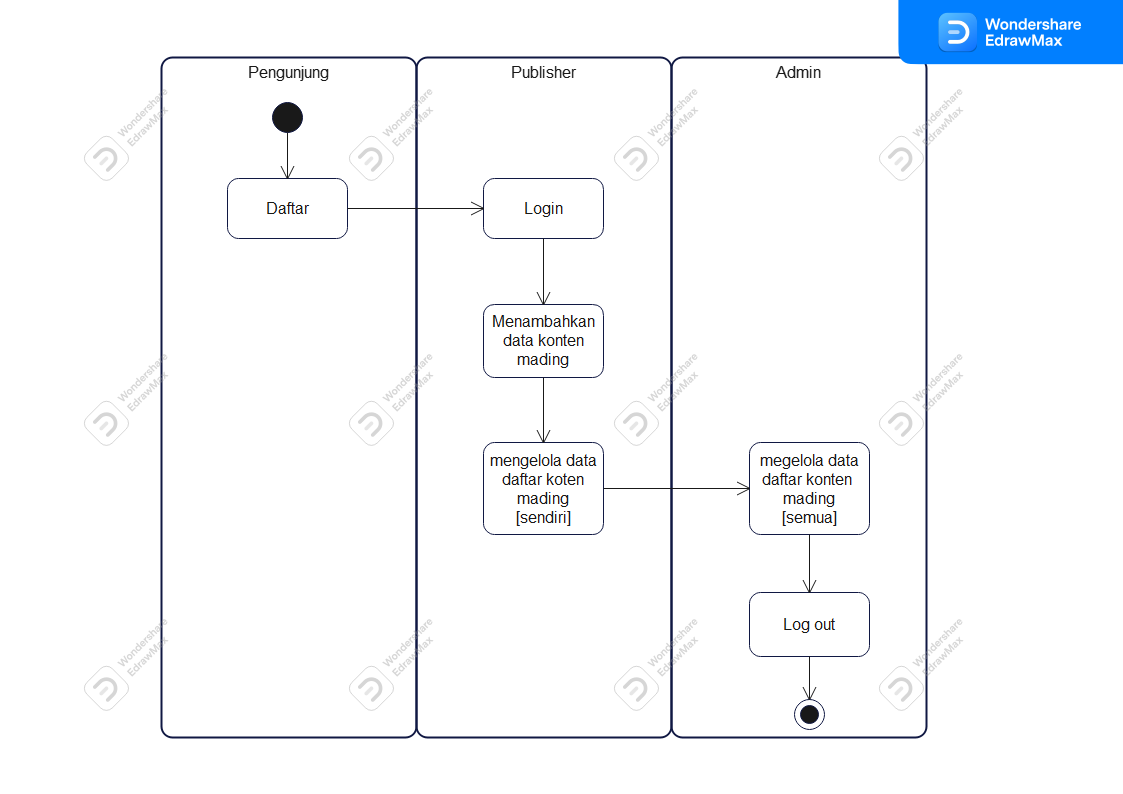 Wondershare
EdrawMax
Pengunjung
Publisher
Admin
Daftar
Login
Menambahkan
data konten
mading
mengelola data
daftar koten
mading
[sendiri]
megelola data
daftar konten
mading
[semua]
Log out
Wondershare
EdrawMax
Wondershare
EdrawMax
Wondershare
EdrawMax
Wondershare
EdrawMax
Wondershare
EdrawMax
Wondershare
EdrawMax
Wondershare
EdrawMax
Wondershare
EdrawMax
Wondershare
EdrawMax
Wondershare
EdrawMax
Wondershare
EdrawMax
Wondershare
EdrawMax